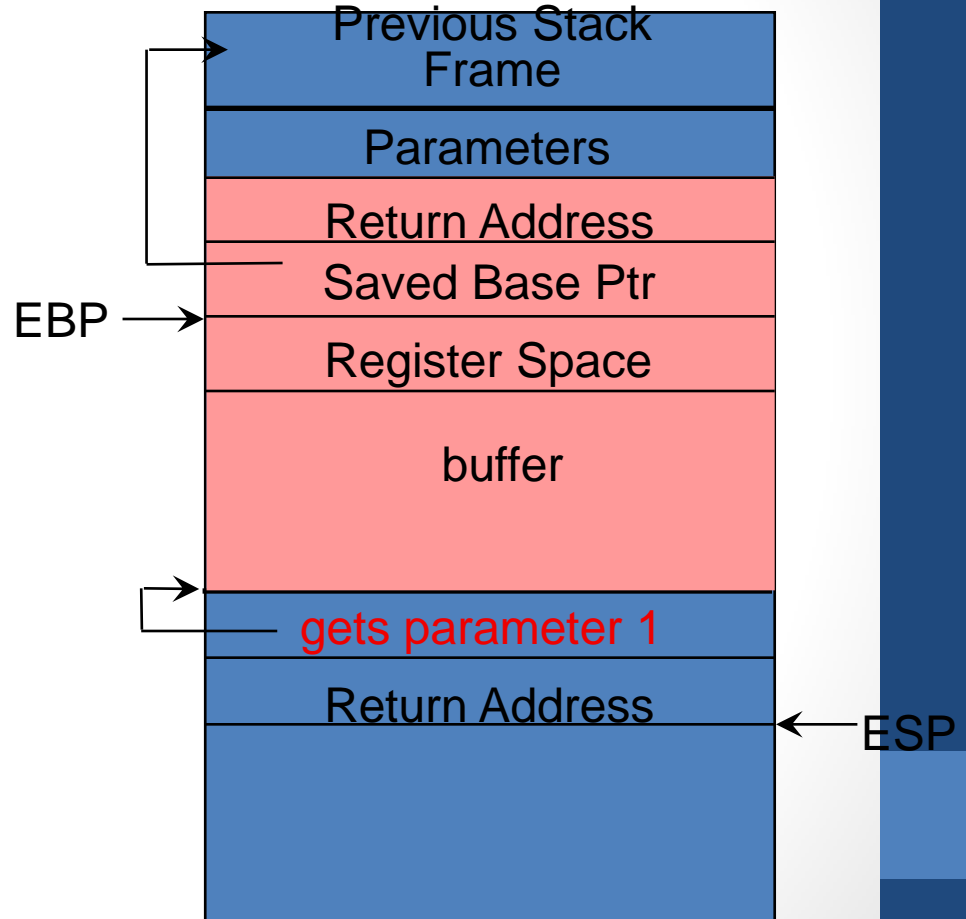 Previous Stack
Frame
Parameters
Return Address
Saved Base Ptr
EBP
Register Space
buffer
gets parameter 1
Return Address
ESP